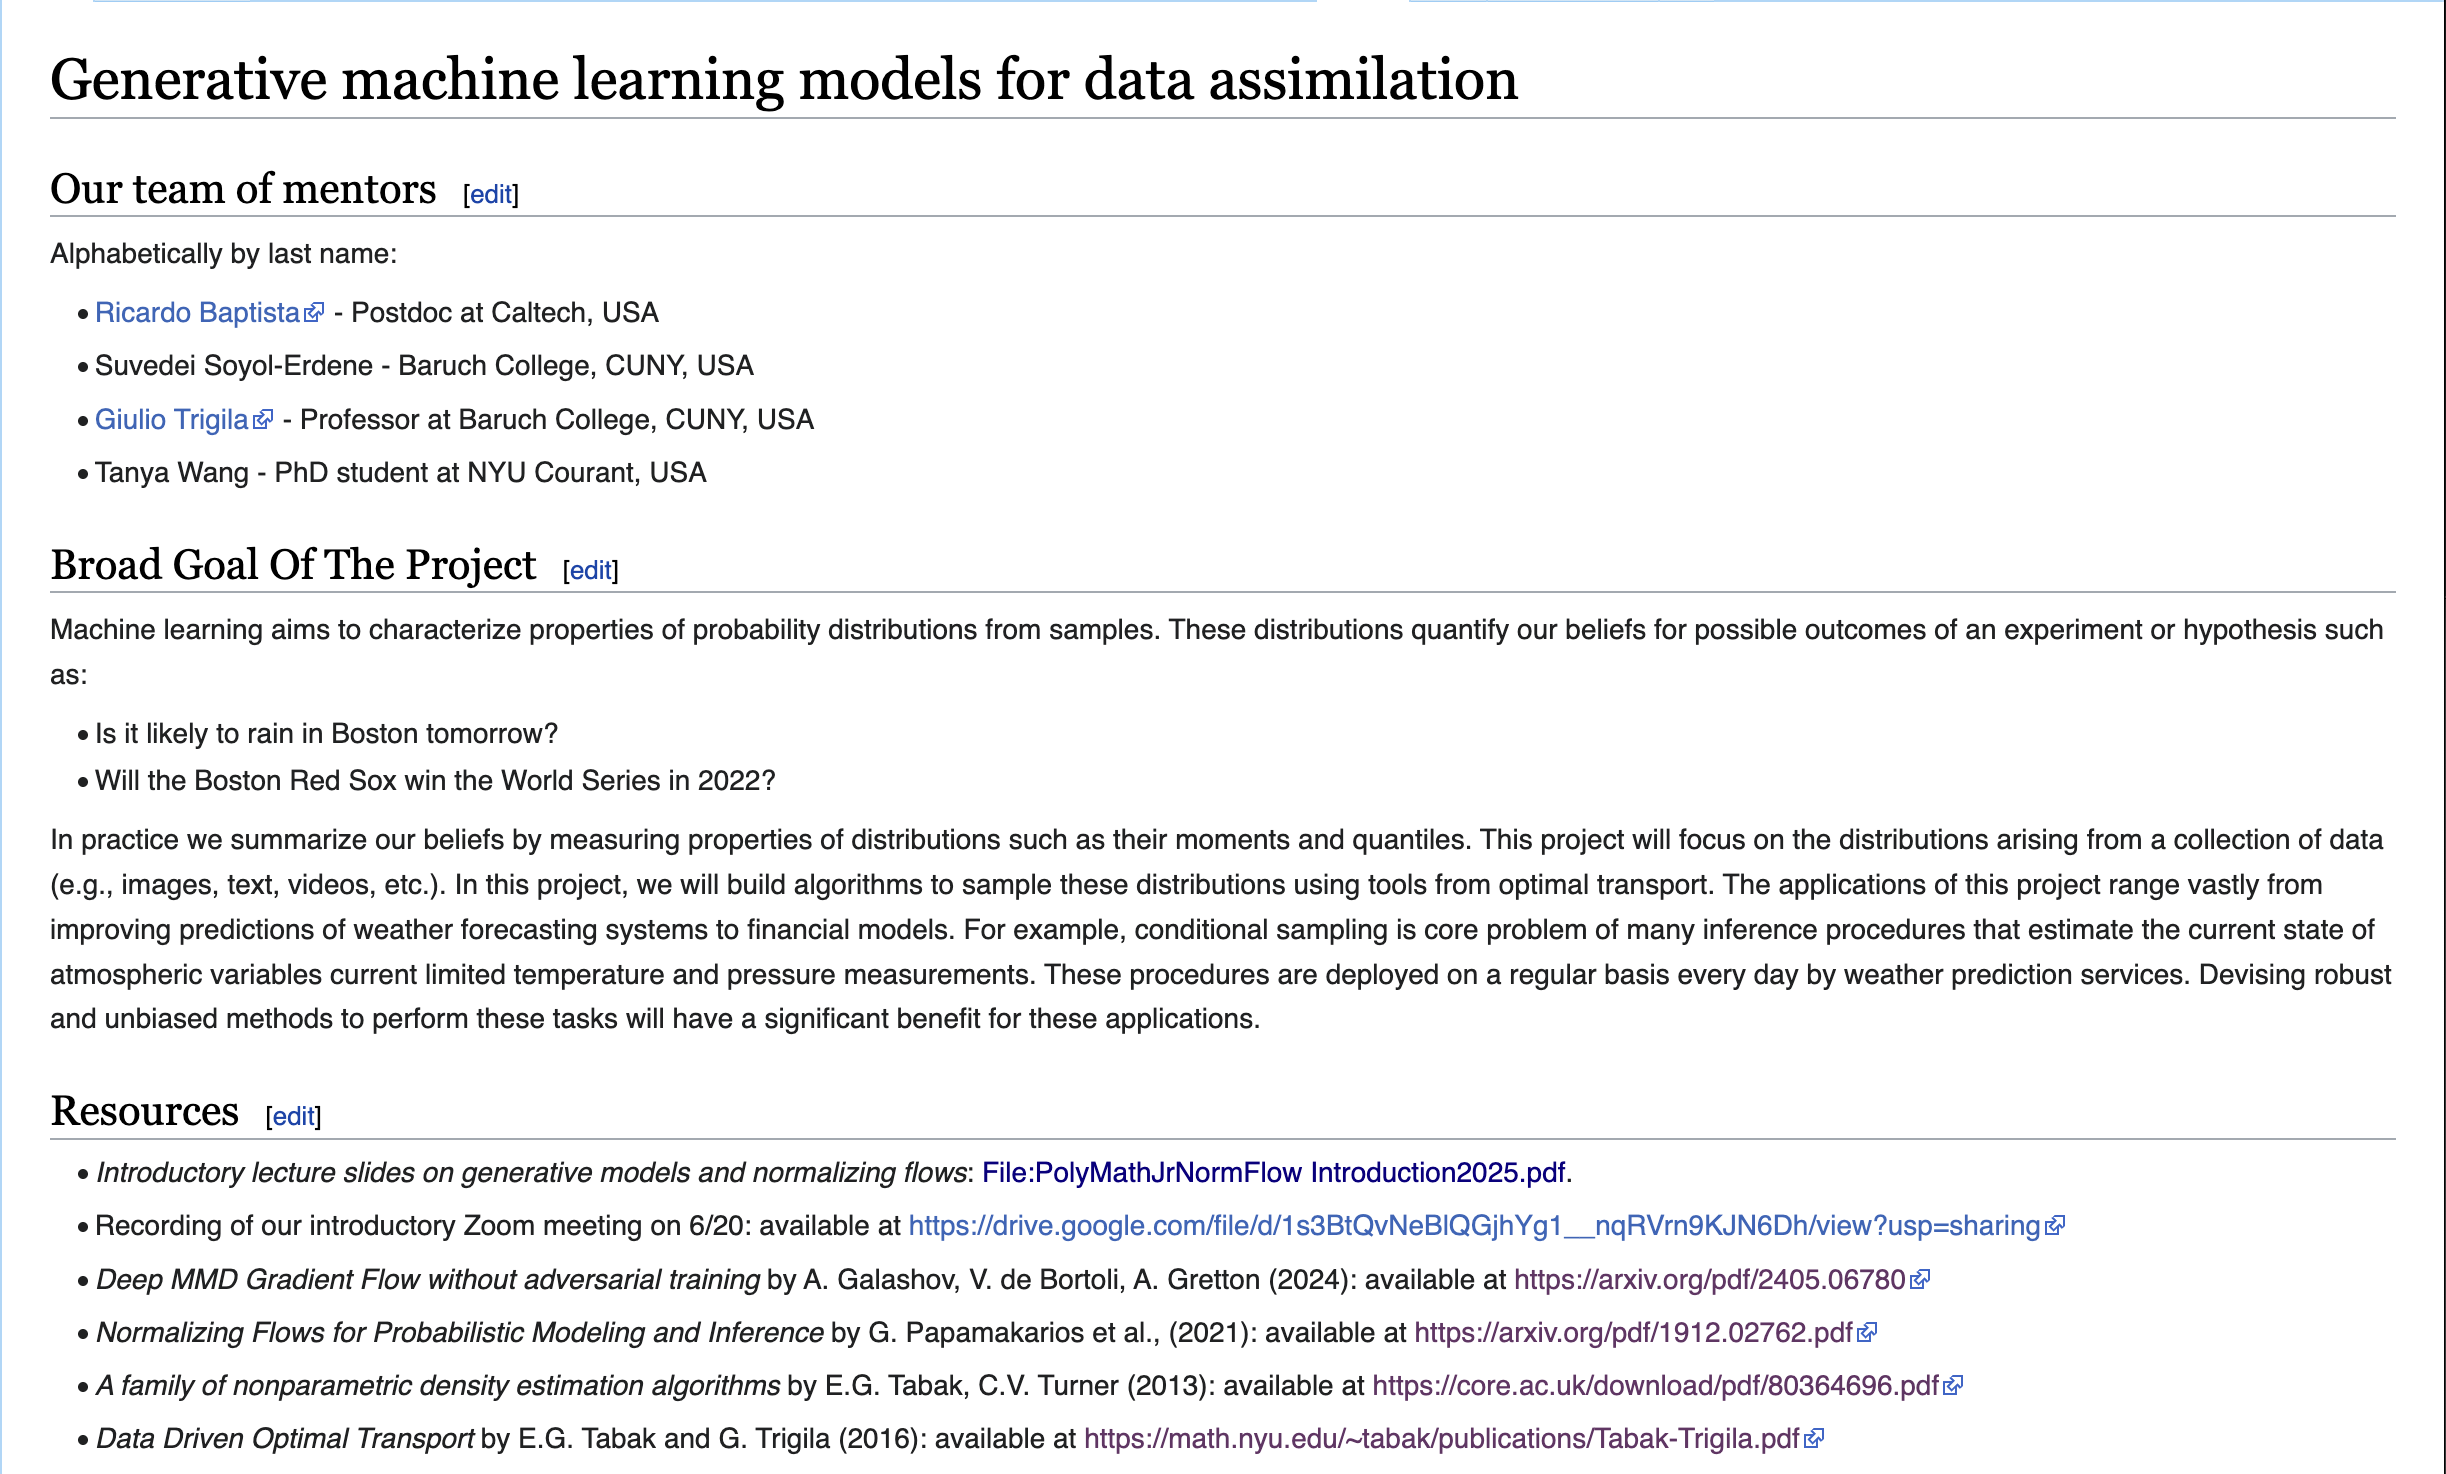 Generative machine learning models for data assimilation
Our team of mentors [edit]
Alphabetically by last name:
• Ricardo Baptista - Postdoc at Caltech, USA
• Suvedei Soyol-Erdene - Baruch College, CUNY, USA
• Giulio Trigila - Professor at Baruch College, CUNY, USA
• Tanya Wang - PhD student at NYU Courant, USA
Broad Goal Of The Project [edit]
Machine learning aims to characterize properties of probability distributions from samples. These distributions quantify our beliefs for possible outcomes of an experiment or hypothesis such
as:
• Is it likely to rain in Boston tomorrow?
• Will the Boston Red Sox win the World Series in 2022?
In practice we summarize our beliefs by measuring properties of distributions such as their moments and quantiles. This project will focus on the distributions arising from a collection of data
(e.g., images, text, videos, etc.). In this project, we will build algorithms to sample these distributions using tools from optimal transport. The applications of this project range vastly from
improving predictions of weather forecasting systems to financial models. For example, conditional sampling is core problem of many inference procedures that estimate the current state of
atmospheric variables current limited temperature and pressure measurements. These procedures are deployed on a regular basis every day by weather prediction services. Devising robust
and unbiased methods to perform these tasks will have a significant benefit for these applications.
Resources [edit]
• Introductory lecture slides on generative models and normalizing flows: File:PolyMathJrNormFlow Introduction2025.pdf.
• Recording of our introductory Zoom meeting on 6/20: available at https://drive.google.com/file/d/1s3BtQvNeBlQGjhYg1__nqRVrn9KJN6Dh/view?usp=sharing
• Deep MMD Gradient Flow without adversarial training by A. Galashov, V. de Bortoli, A. Gretton (2024): available at https://arxiv.org/pdf/2405.06780
• Normalizing Flows for Probabilistic Modeling and Inference by G. Papamakarios et al., (2021): available at https://arxiv.org/pdf/1912.02762.pdf
• A family of nonparametric density estimation algorithms by E.G. Tabak, C.V. Turner (2013): available at https://core.ac.uk/download/pdf/80364696.pdf
• Data Driven Optimal Transport by E.G. Tabak and G. Trigila (2016): available at https://math.nyu.edu/~tabak/publications/Tabak-Trigila.pdf